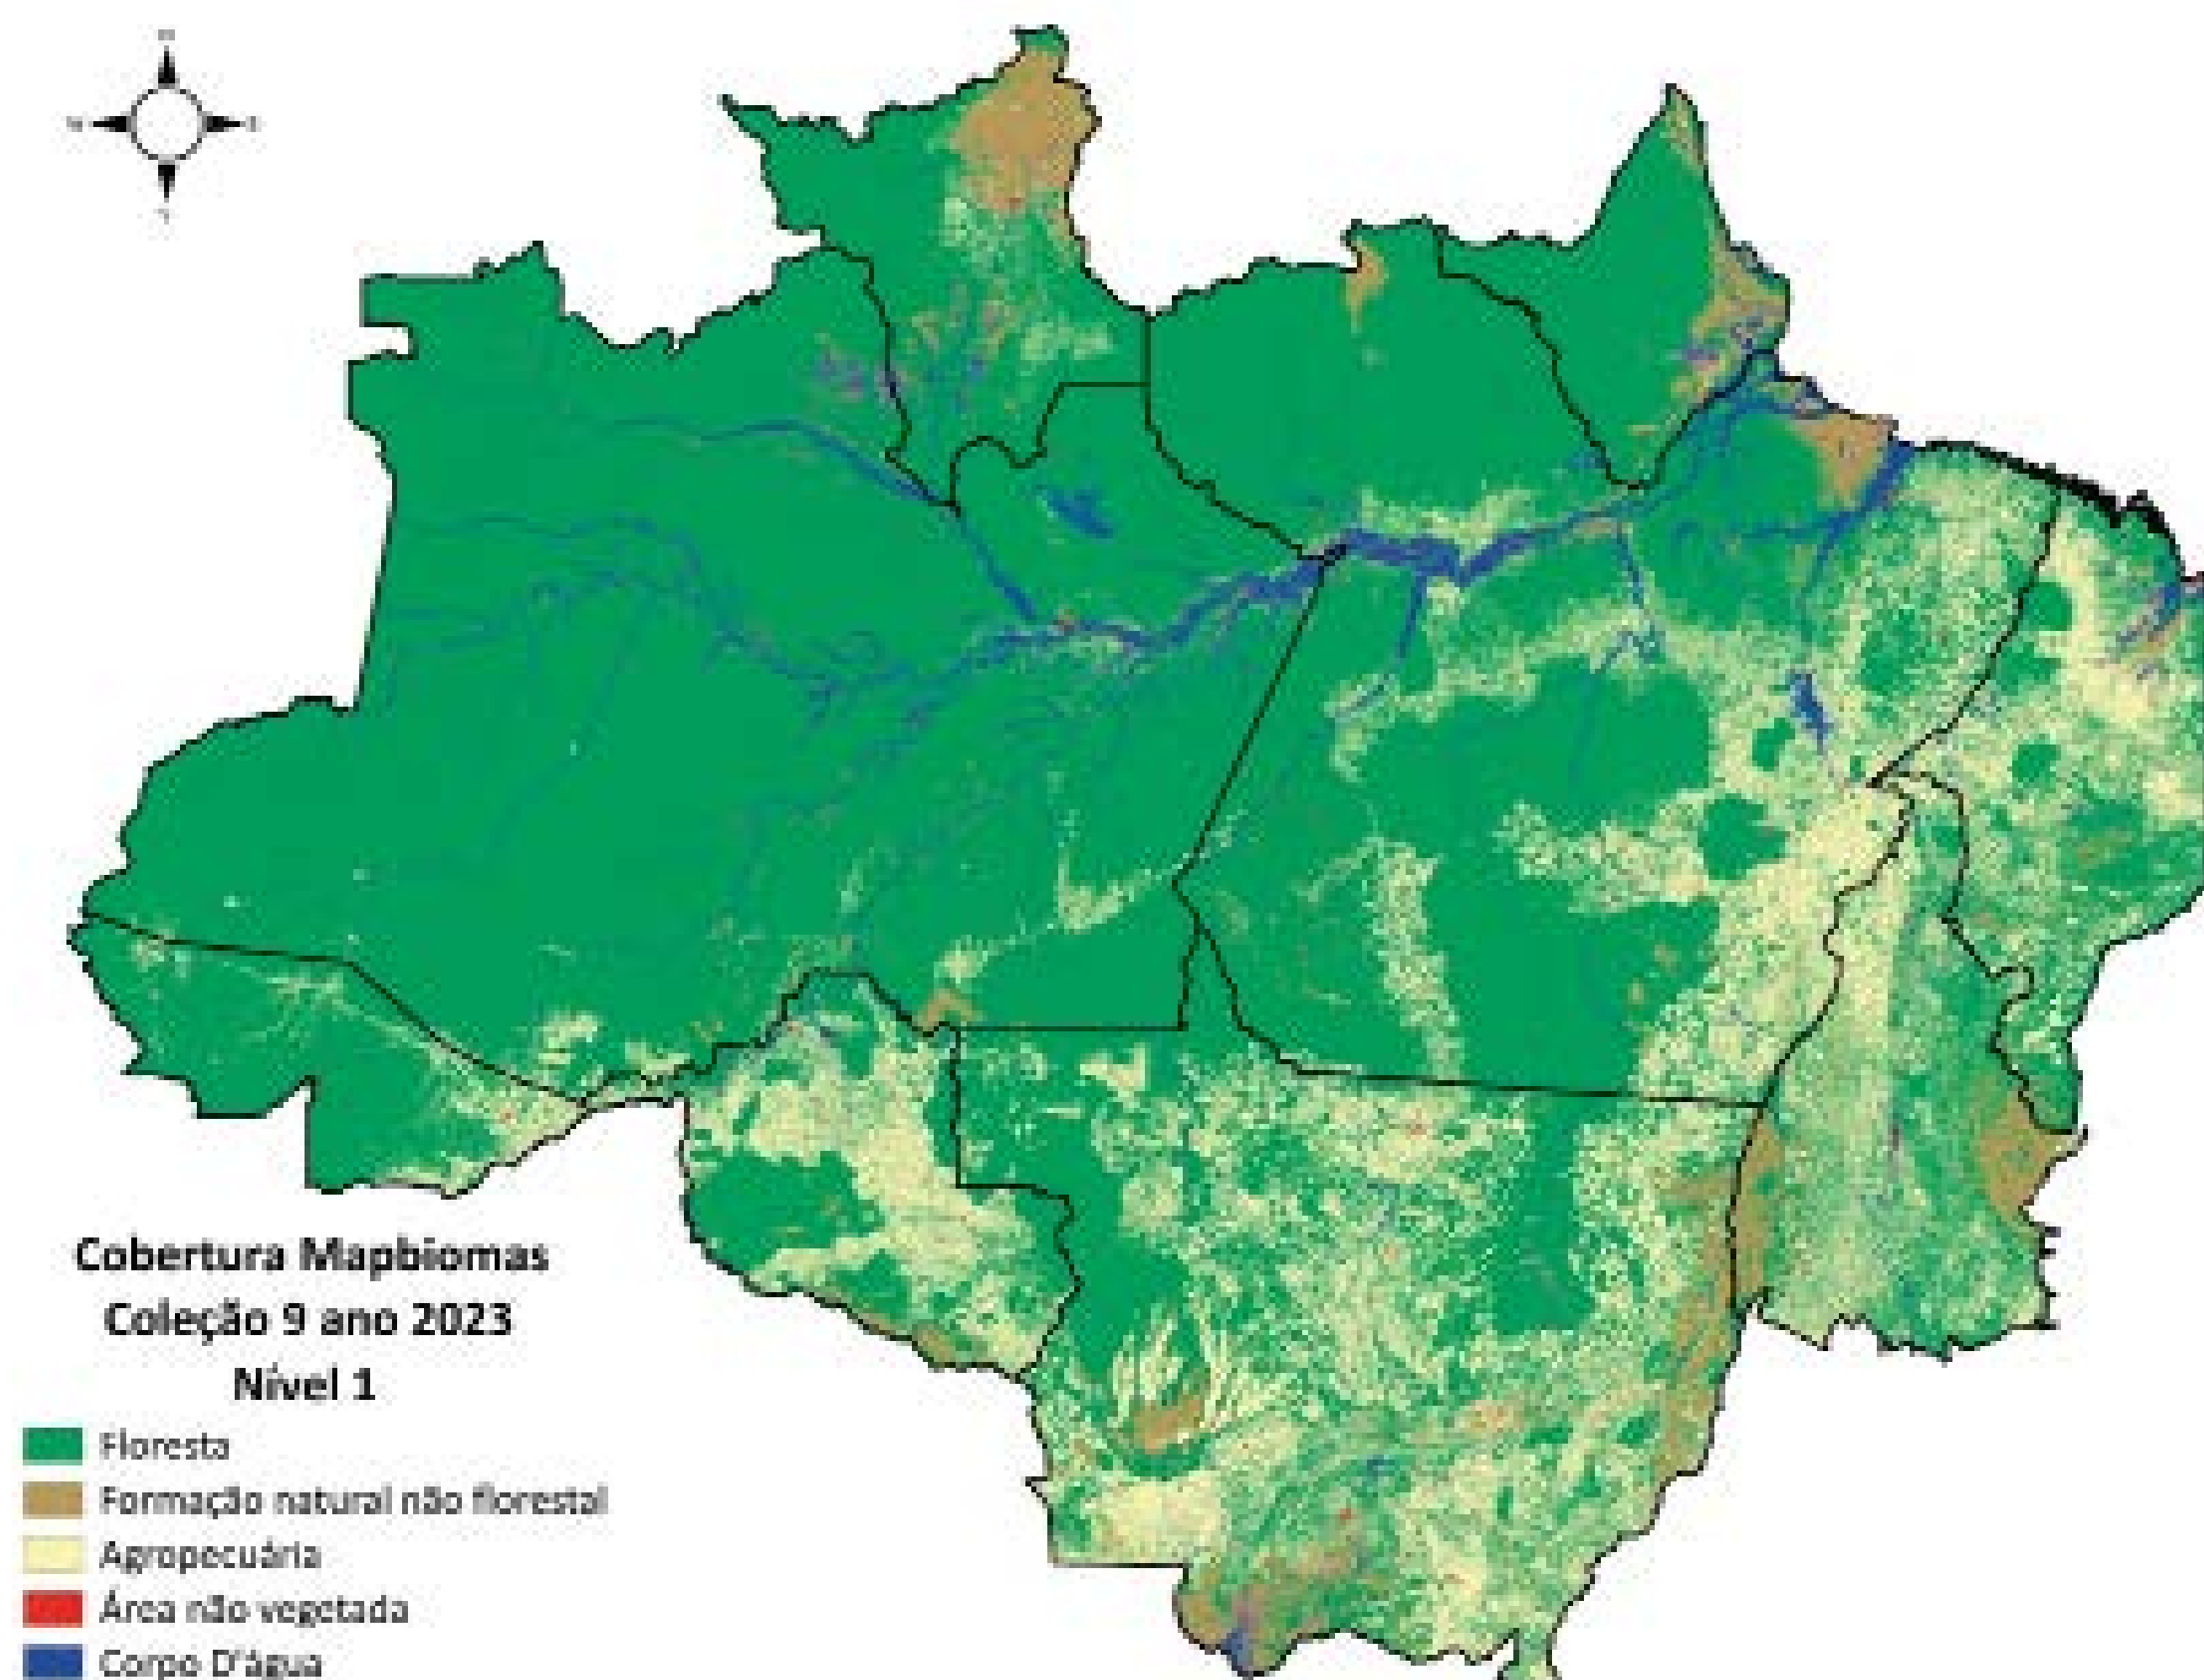 Cobertura Mapbiomas
Coleção 9 ano 2023
Nível 1
Floresta
Formação natural não florestal
Agropecuária
Área não vegetada
Corpo D'água